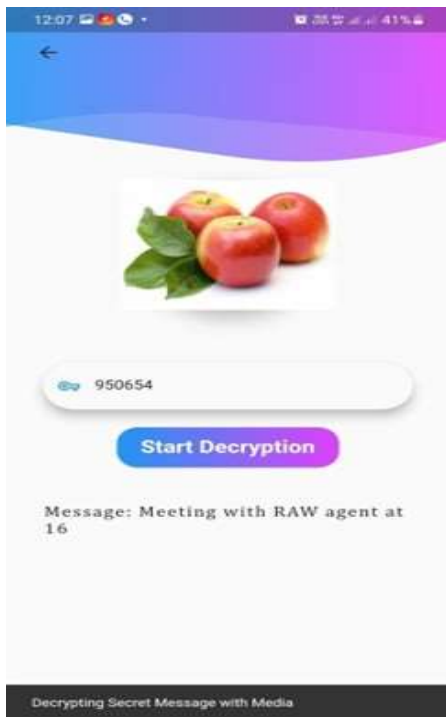 12:07
41%
950654
Start Decryption
Message: Meeting with RAW agent at
16
Decrypting Secret Message with Media